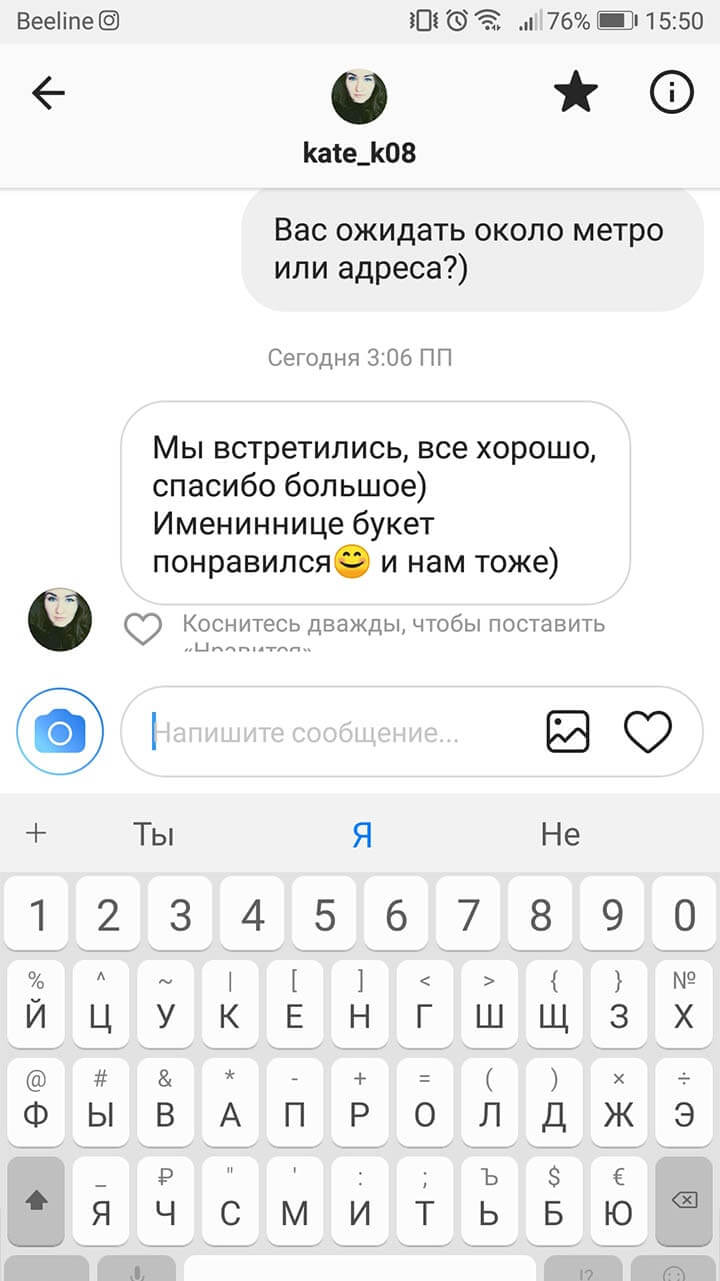 Beeline 76% 15:50
kate_k08
Вас ожидать около метро
или адреса?)
Сегодня 3:06 ПП
Мы встретились, все хорошо,
спасибо большое)
Имениннице букет
понравился😊 и нам тоже)
Коснитесь дважды, чтобы поставить
«Нравится»
Напишите сообщение...
+ Ты Я Не
1 2 3 4 5 6 7 8 9 0
% ^ ~ | [ ] < > { } №
Й Ц У К Е Н Г Ш Щ З Х
@ # & * - + = ( ) × ÷
Ф Ы В А П Р О Л Д Ж Э
_ ₽ " ' : ; Ъ $ €
Я Ч С М И Т Ь Б Ю
!?